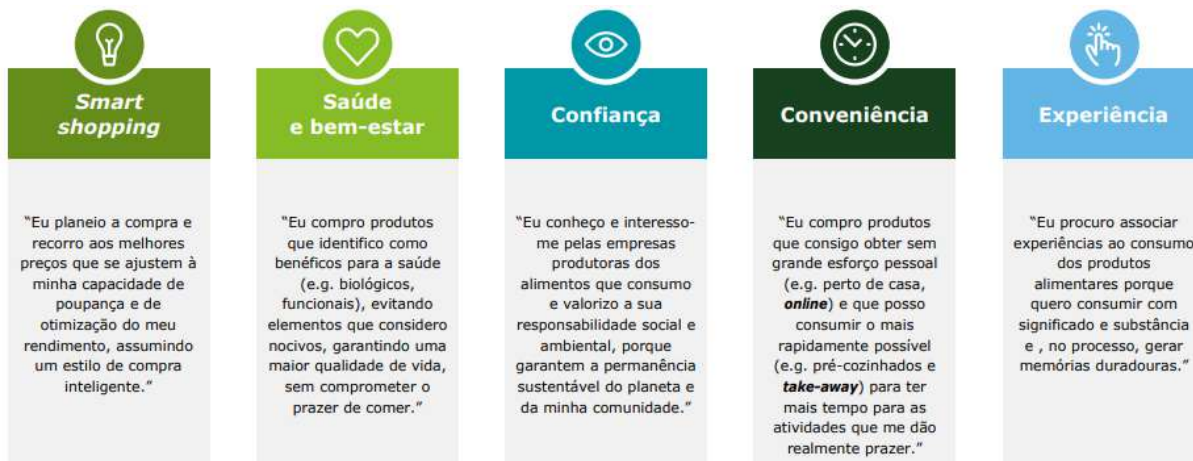 Smart
shopping
"Eu planeio a compra e
recorro aos melhores
preços que se ajustem à
minha capacidade de
poupança e de
otimização do meu
rendimento, assumindo
um estilo de compra
inteligente."
Saúde
e bem-estar
"Eu compro produtos
que identifico como
benéficos para a saúde
(e.g. biológicos,
funcionais), evitando
elementos que considero
nocivos, garantindo uma
maior qualidade de vida,
sem comprometer o
prazer de comer."
Confiança
"Eu conheço e interesso-
me pelas empresas
produtoras dos
alimentos que consumo
e valorizo a sua
responsabilidade social e
ambiental, porque
garantem a permanência
sustentável do planeta e
da minha comunidade."
Conveniência
"Eu compro produtos
que consigo obter sem
grande esforço pessoal
(e.g. perto de casa,
online) e que posso
consumir o mais
rapidamente possível
(e.g. pré-cozinhados e
take-away) para ter
mais tempo para as
atividades que me dão
realmente prazer."
Experiência
"Eu procuro associar
experiências ao consumo
dos produtos
alimentares porque
quero consumir com
significado e substância
e , no processo, gerar
memórias duradouras."